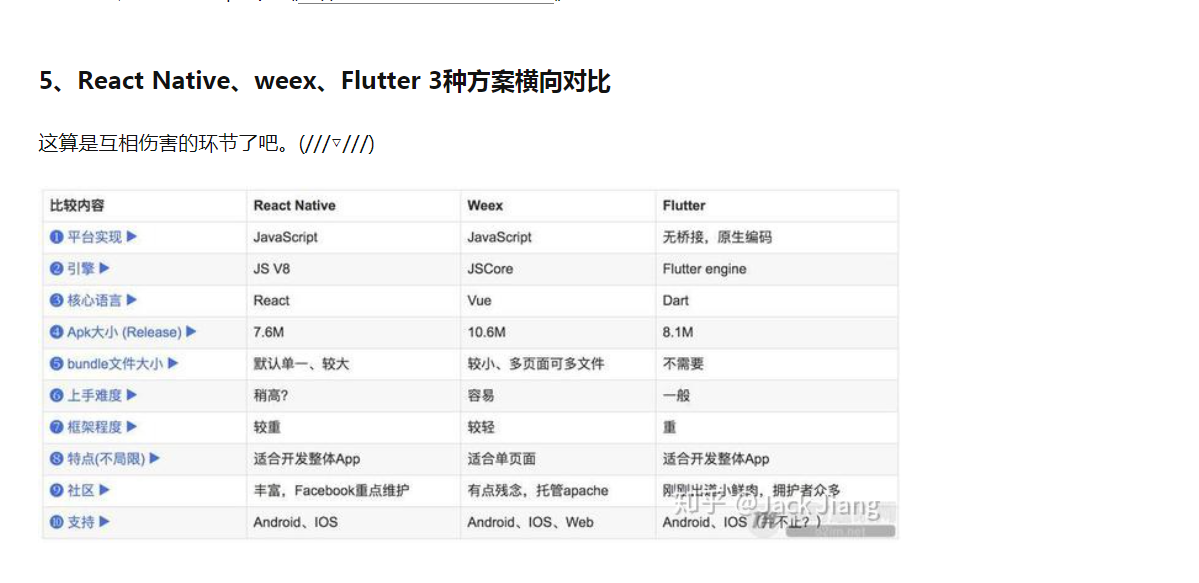 5、React Native、weex、Flutter 3种方案横向对比
这算是互相伤害的环节了吧。(///▿///)
比较内容 React Native Weex Flutter
❶ 平台实现 ▶ JavaScript JavaScript 无桥接，原生编码
❷ 引擎 ▶ JS V8 JSCore Flutter engine
❸ 核心语言 ▶ React Vue Dart
❹ Apk大小 (Release) ▶ 7.6M 10.6M 8.1M
❺ bundle文件大小 ▶ 默认单一、较大 较小、多页面可多文件 不需要
❻ 上手难度 ▶ 稍高? 容易 一般
❼ 框架程度 ▶ 较重 较轻 重
❽ 特点(不局限) ▶ 适合开发整体App 适合单页面 适合开发整体App
❾ 社区 ▶ 丰富，Facebook重点维护 有点残念，托管apache 刚刚出道小鲜肉，拥护者众多
❿ 支持 ▶ Android、IOS Android、IOS、Web Android、IOS 不止？)
知乎 @Jack Jiang